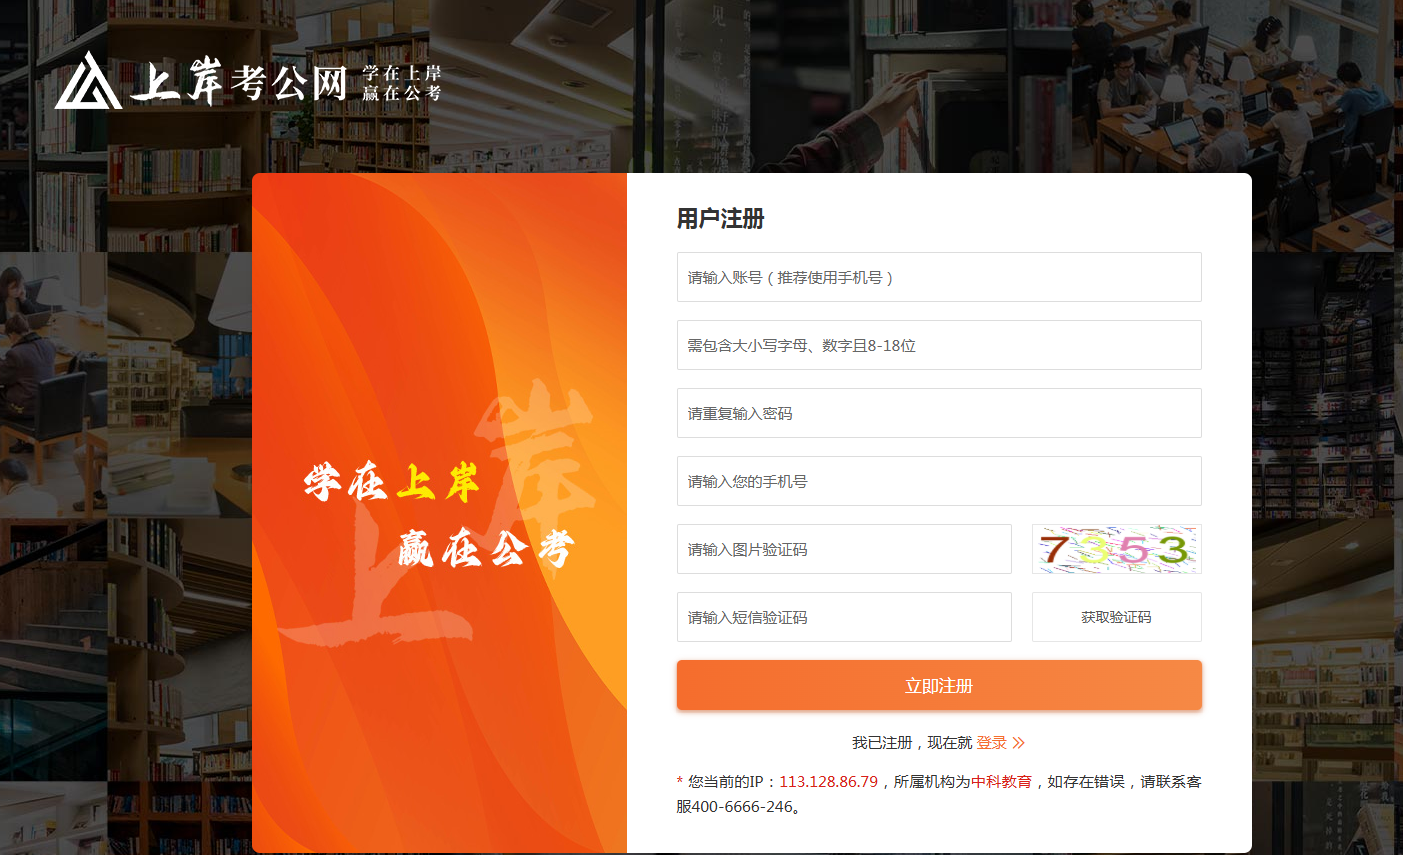 上岸考公网
学在上岸
赢在公考
用户注册
请输入账号（推荐使用手机号）
需包含大小写字母、数字且8-18位
请重复输入密码
请输入您的手机号
请输入图片验证码
7353
请输入短信验证码
获取验证码
立即注册
我已注册，现在就 登录
* 您当前的IP：113.128.86.79，所属机构为中科教育，如存在错误，请联系客
服400-6666-246。
学在上岸
赢在公考
上岸